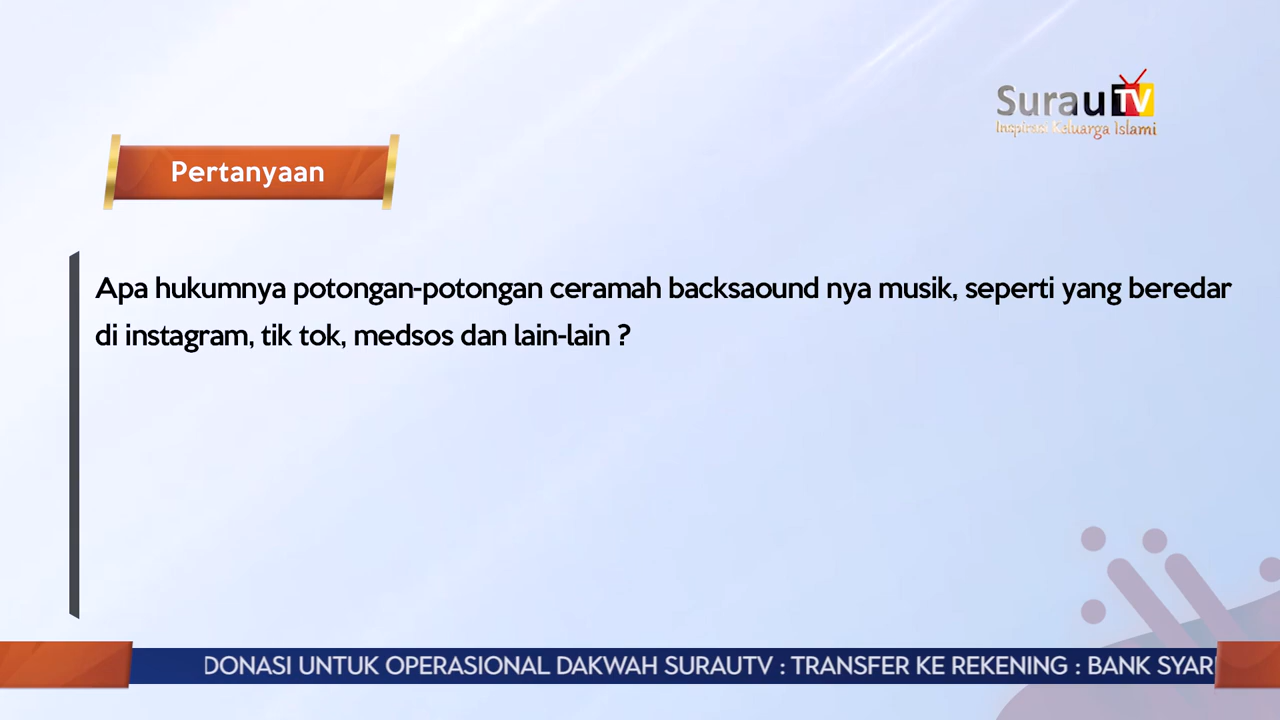 SurauTV
Inspirasi Keluarga Islami
Pertanyaan
Apa hukumnya potongan-potongan ceramah backsaound nya musik, seperti yang beredar
di instagram, tik tok, medsos dan lain-lain ?
DONASI UNTUK OPERASIONAL DAKWAH SURAUTV : TRANSFER KE REKENING : BANK SYARI